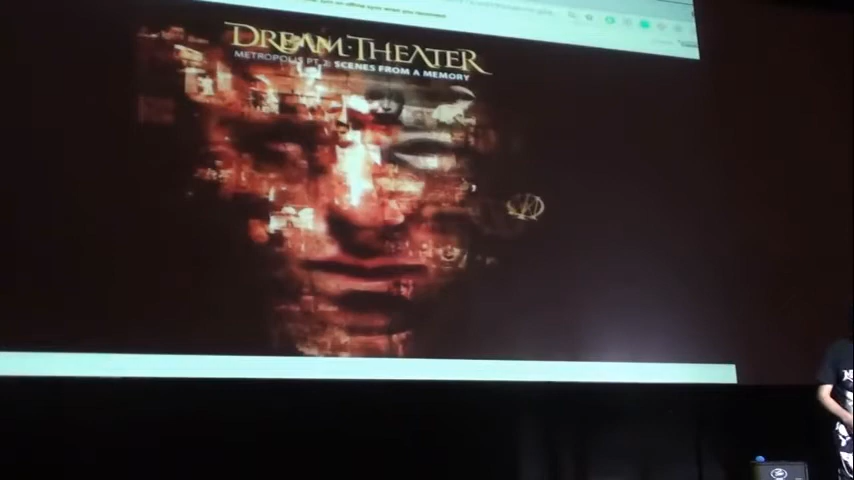 DREAM THEATER
METROPOLIS PT. 2: SCENES FROM A MEMORY